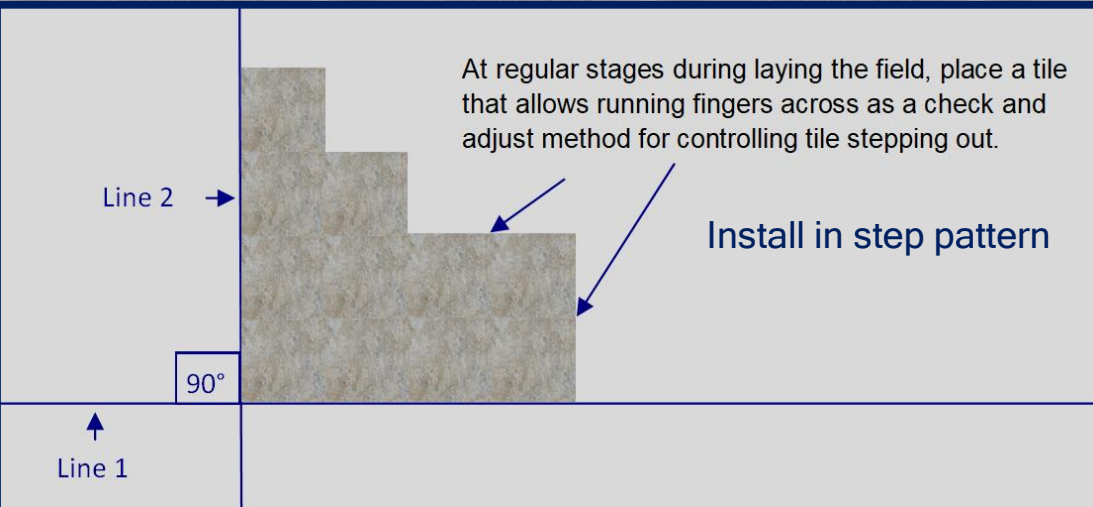 At regular stages during laying the field, place a tile
that allows running fingers across as a check and
adjust method for controlling tile stepping out.
Line 2
Install in step pattern
90°
Line 1